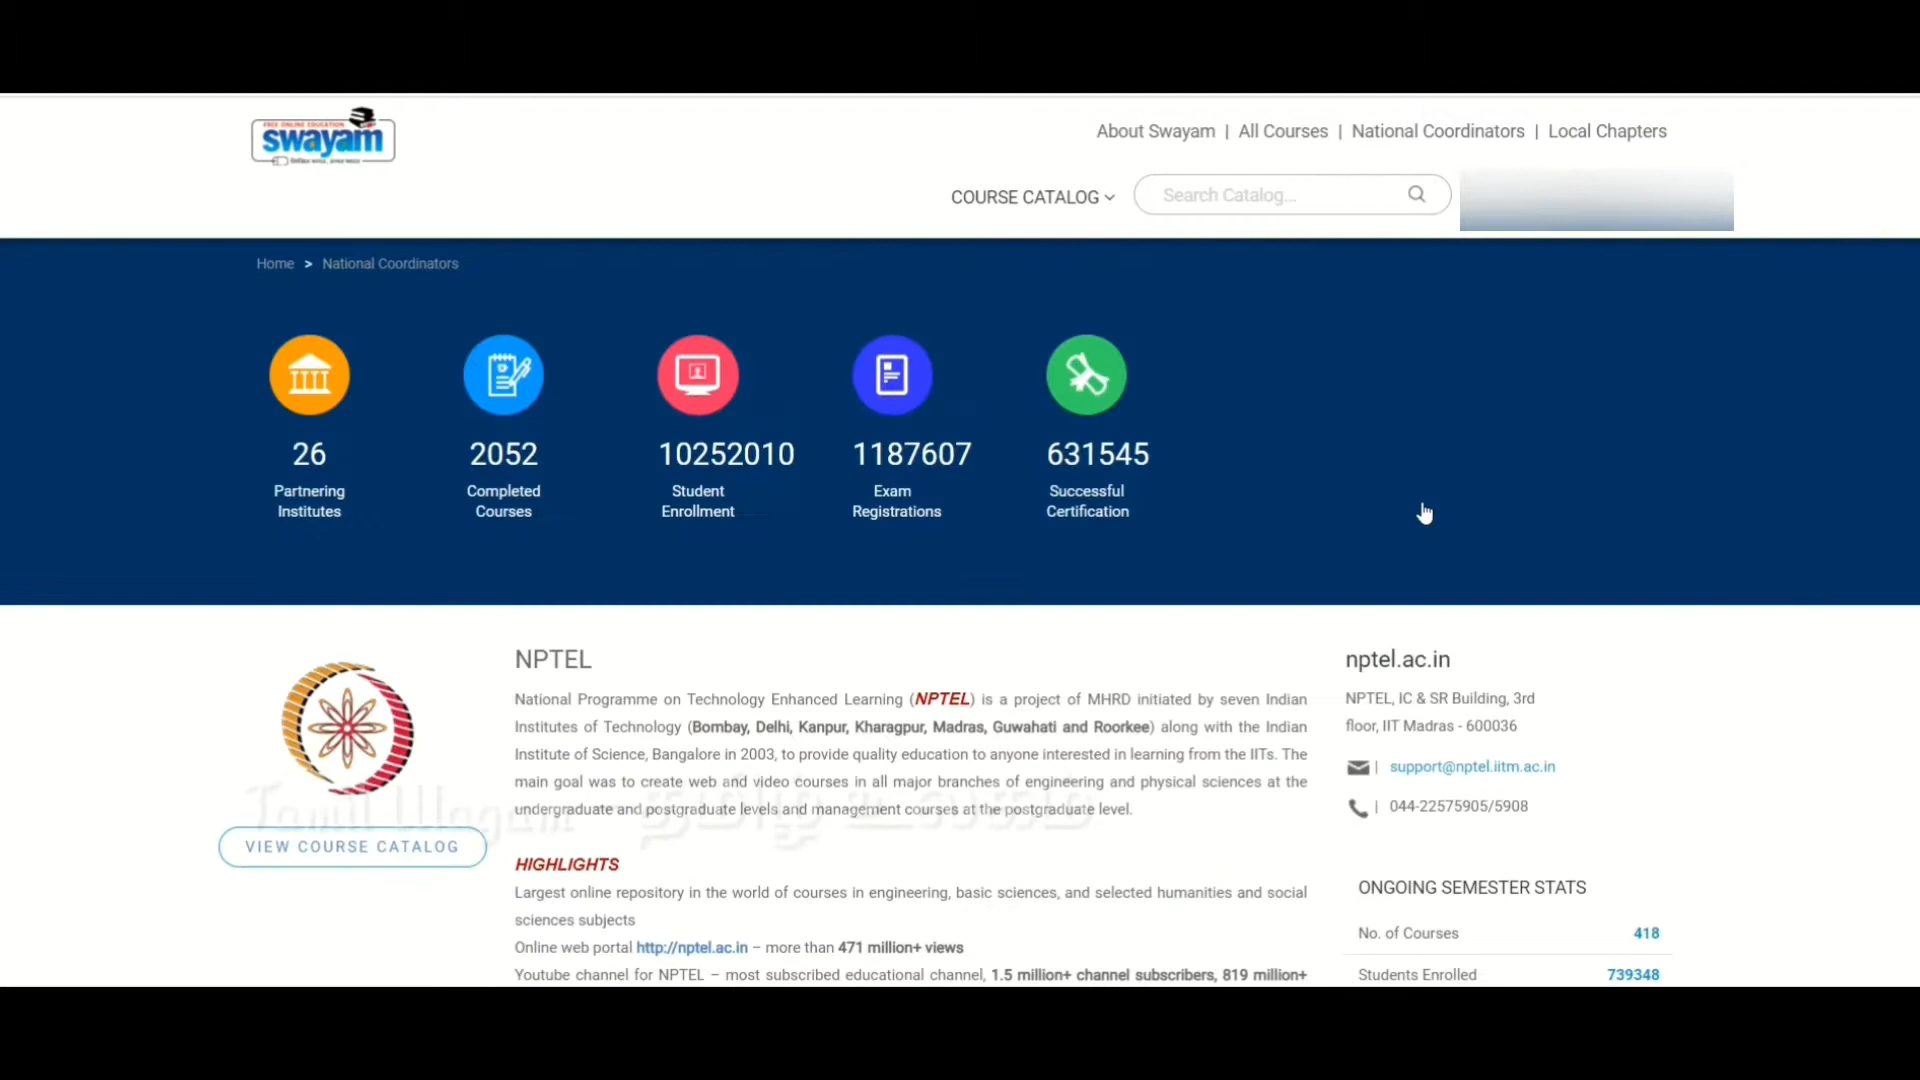 FREE ONLINE EDUCATION
swayam
About Swayam | All Courses | National Coordinators | Local Chapters
COURSE CATALOG
Search Catalog...
Home > National Coordinators
26
Partnering
Institutes
2052
Completed
Courses
10252010
Student
Enrollment
1187607
Exam
Registrations
631545
Successful
Certification
NPTEL
National Programme on Technology Enhanced Learning (NPTEL) is a project of MHRD initiated by seven Indian
Institutes of Technology (Bombay, Delhi, Kanpur, Kharagpur, Madras, Guwahati and Roorkee) along with the Indian
Institute of Science, Bangalore in 2003, to provide quality education to anyone interested in learning from the IITs. The
main goal was to create web and video courses in all major branches of engineering and physical sciences at the
undergraduate and postgraduate levels and management courses at the postgraduate level.
Tamil Ulagam - தமிழ் உலகம்
VIEW COURSE CATALOG
HIGHLIGHTS
Largest online repository in the world of courses in engineering, basic sciences, and selected humanities and social
sciences subjects
Online web portal http://nptel.ac.in – more than 471 million+ views
Youtube channel for NPTEL – most subscribed educational channel, 1.5 million+ channel subscribers, 819 million+
nptel.ac.in
NPTEL, IC & SR Building, 3rd
floor, IIT Madras - 600036
| support@nptel.iitm.ac.in
| 044-22575905/5908
ONGOING SEMESTER STATS
No. of Courses 418
Students Enrolled 739348